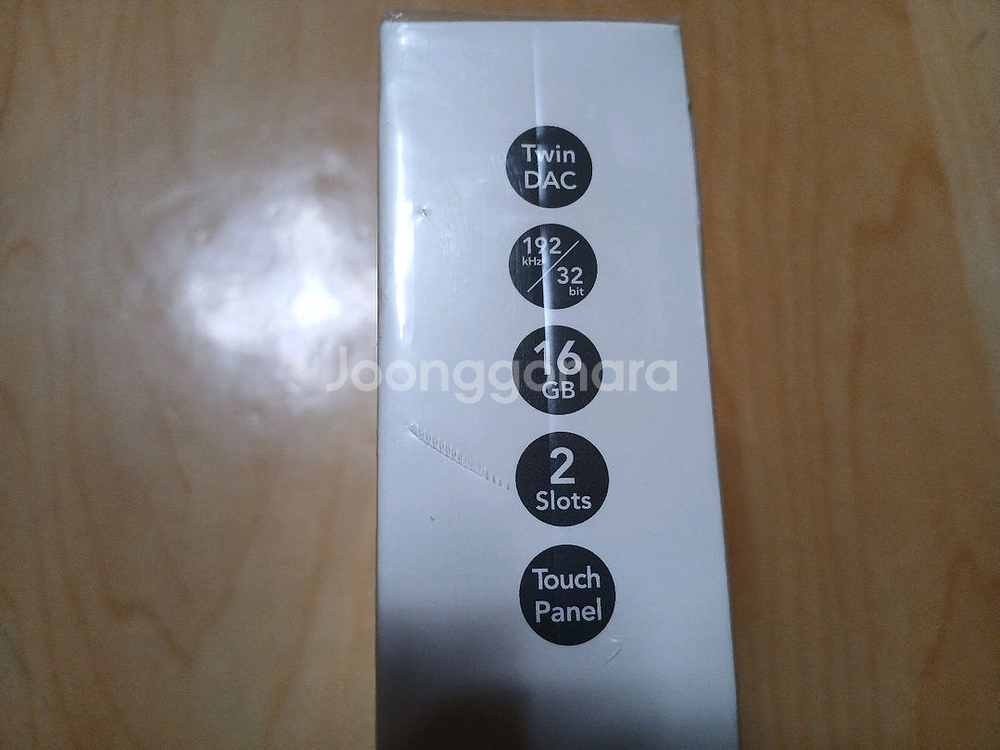 Twin
DAC
192
kHz
32
bit
16
GB
Joonggonara
2
Slots
Touch
Panel